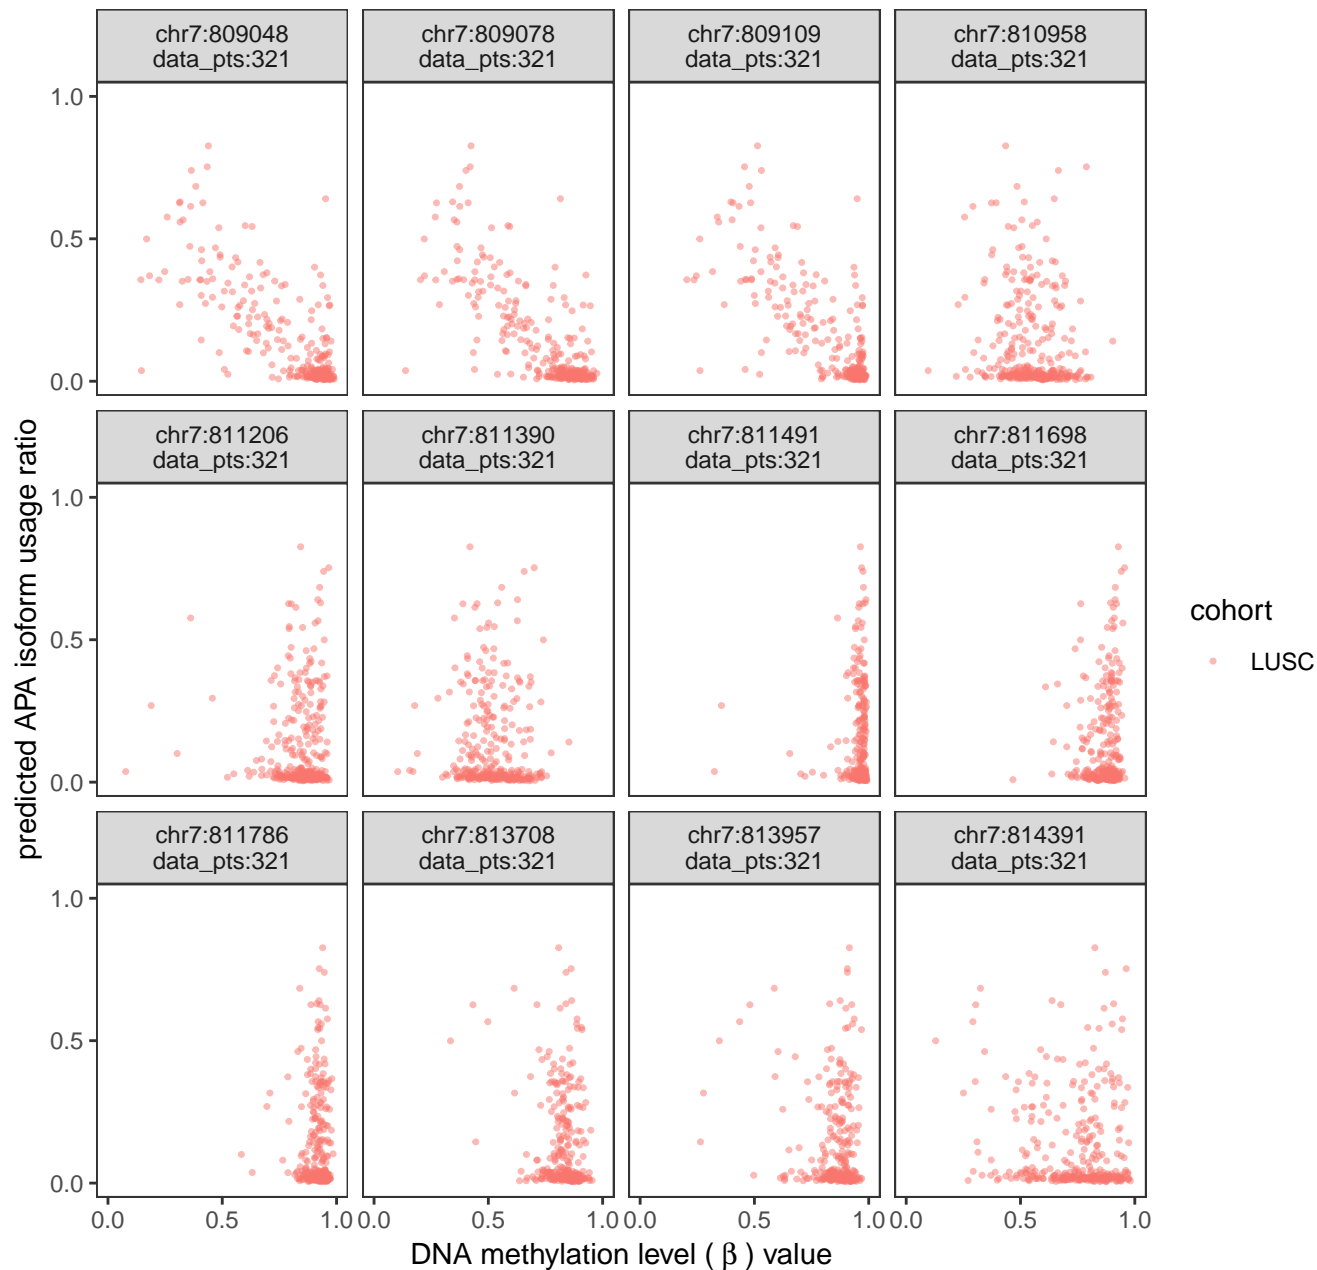 chr7:809048
data_pts:321
chr7:809078
data_pts:321
chr7:809109
data_pts:321
chr7:810958
data_pts:321
1.0
0.5
0.0
chr7:811206
data_pts:321
chr7:811390
data_pts:321
chr7:811491
data_pts:321
chr7:811698
data_pts:321
1.0
0.5
0.0
chr7:811786
data_pts:321
chr7:813708
data_pts:321
chr7:813957
data_pts:321
chr7:814391
data_pts:321
1.0
0.5
0.0
0.0 0.5 1.0
0.0 0.5 1.0
0.0 0.5 1.0
0.0 0.5 1.0
DNA methylation level ( β ) value
predicted APA isoform usage ratio
cohort
LUSC